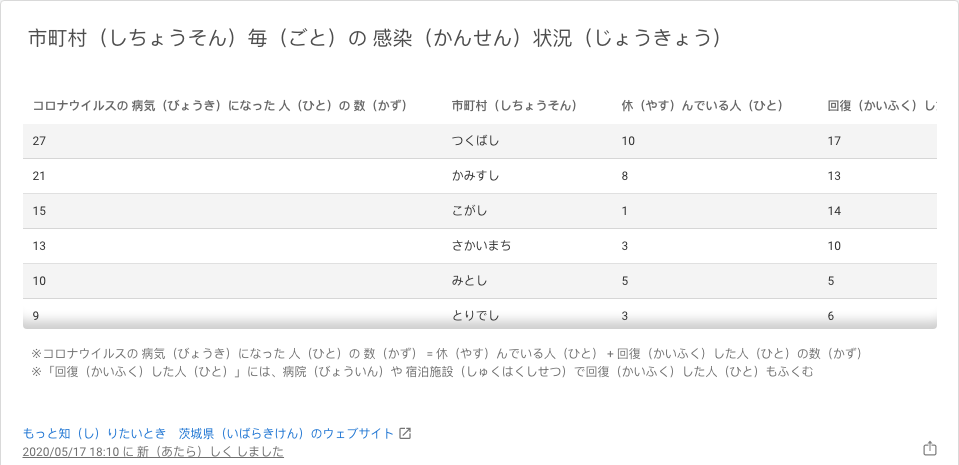 市町村（しちょうそん）毎（ごと）の 感染（かんせん）状況（じょうきょう）
コロナウイルスの 病気（びょうき）になった 人（ひと）の 数（かず） 市町村（しちょうそん） 休（やす）んでいる人（ひと） 回復（かいふく）し
27 つくばし 10 17
21 かみすし 8 13
15 こがし 1 14
13 さかいまち 3 10
10 みとし 5 5
9 とりでし 3 6
※コロナウイルスの 病気（びょうき）になった 人（ひと）の 数（かず） = 休（やす）んでいる人（ひと） + 回復（かいふく）した人（ひと）の数（かず）
※「回復（かいふく）した人（ひと）」には、病院（びょういん）や 宿泊施設（しゅくはくしせつ）で回復（かいふく）した人（ひと）もふくむ
もっと知（し）りたいとき　茨城県（いばらきけん）のウェブサイト
2020/05/17 18:10 に 新（あたら）しく しました